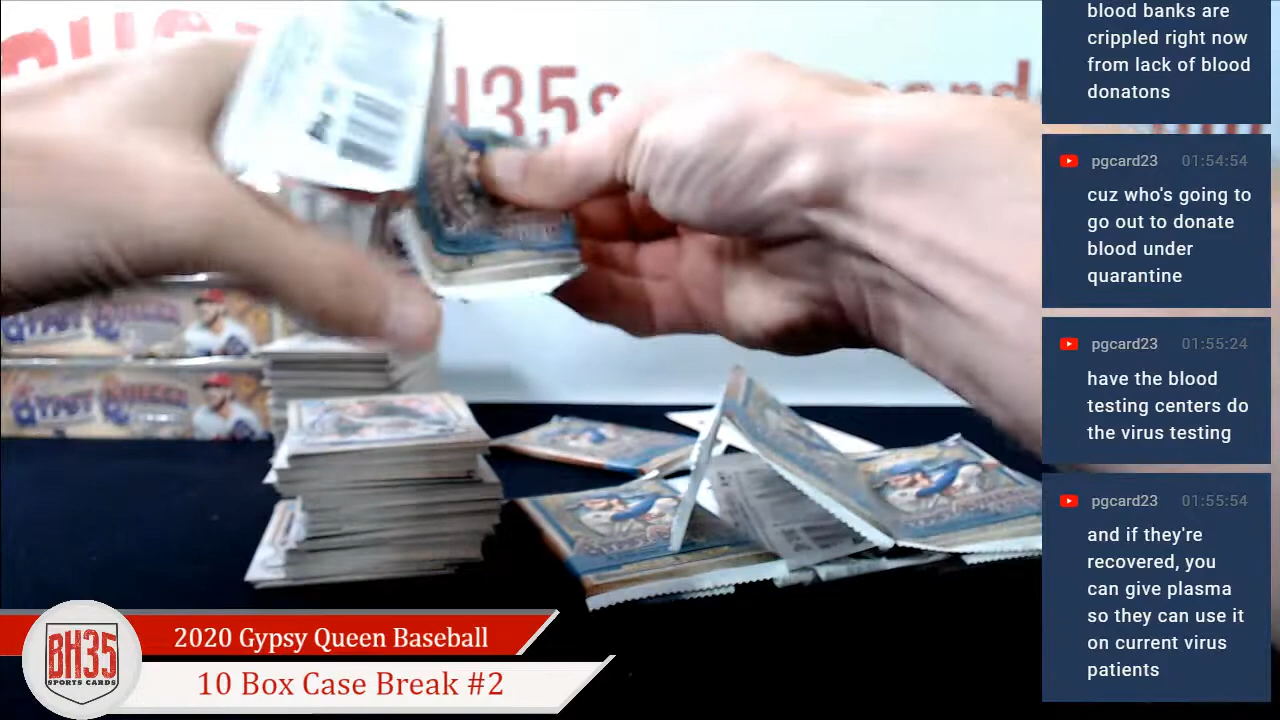 blood banks are
crippled right now
from lack of blood
donatons
pgcard23 01:54:54
cuz who's going to
go out to donate
blood under
quarantine
pgcard23 01:55:24
have the blood
testing centers do
the virus testing
pgcard23 01:55:54
and if they're
recovered, you
can give plasma
so they can use it
on current virus
patients
H35s
GYPSY QUEEN
GYPSY QUEEN
BH35
SPORTS CARDS
2020 Gypsy Queen Baseball
10 Box Case Break #2